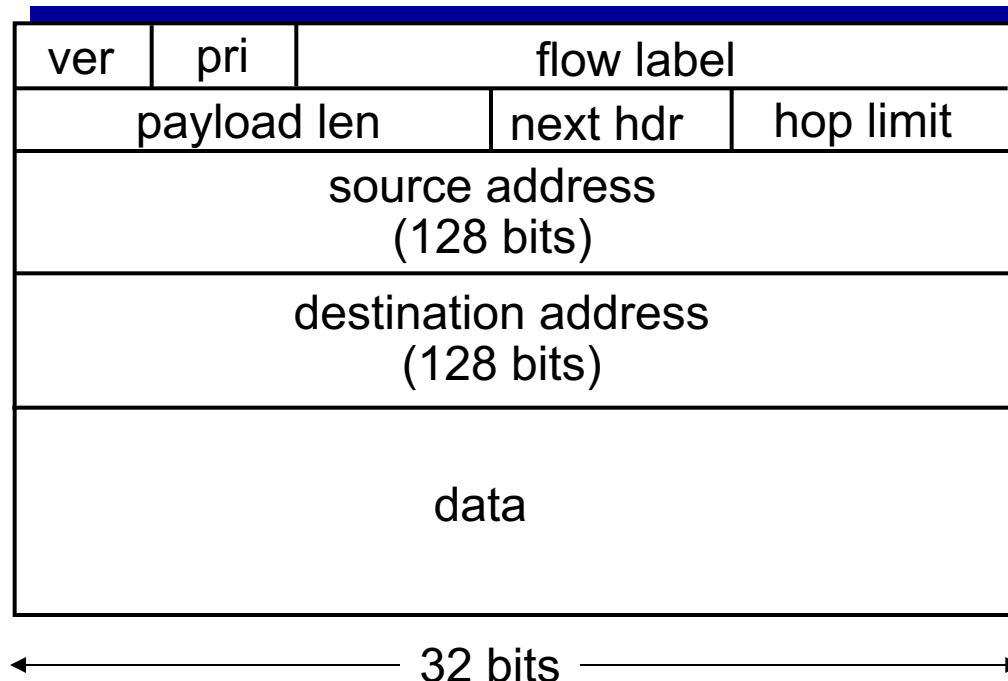 ver pri flow label
payload len next hdr hop limit
source address
(128 bits)
destination address
(128 bits)
data
32 bits